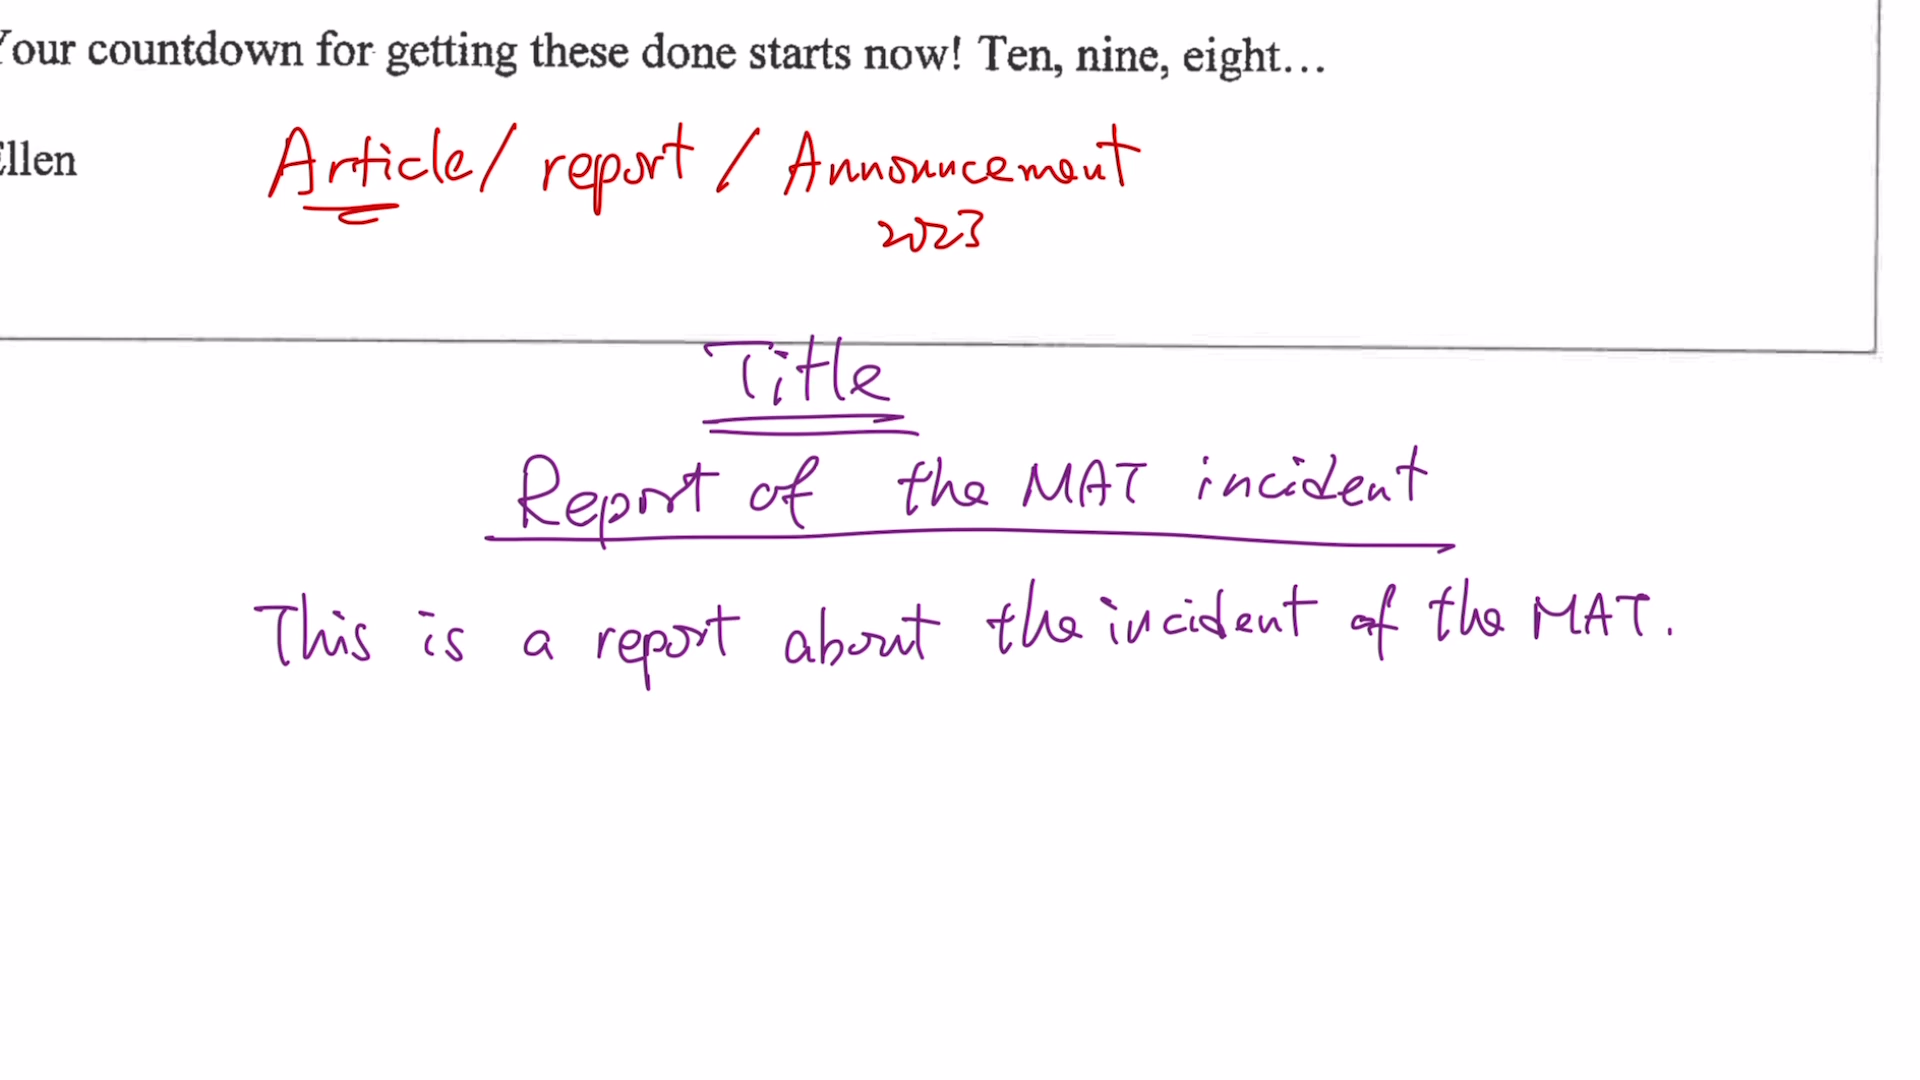 Your countdown for getting these done starts now! Ten, nine, eight…
Ellen
Article / report / Announcement
2023
Title
Report of the MAT incident
This is a report about the incident of the MAT.